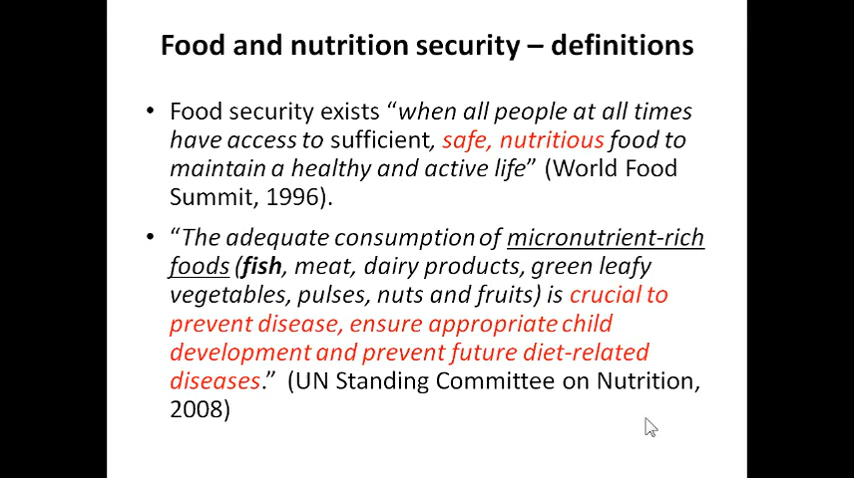 Food and nutrition security – definitions
• Food security exists “when all people at all times
have access to sufficient, safe, nutritious food to
maintain a healthy and active life” (World Food
Summit, 1996).
• “The adequate consumption of micronutrient-rich
foods (fish, meat, dairy products, green leafy
vegetables, pulses, nuts and fruits) is crucial to
prevent disease, ensure appropriate child
development and prevent future diet-related
diseases.” (UN Standing Committee on Nutrition,
2008)